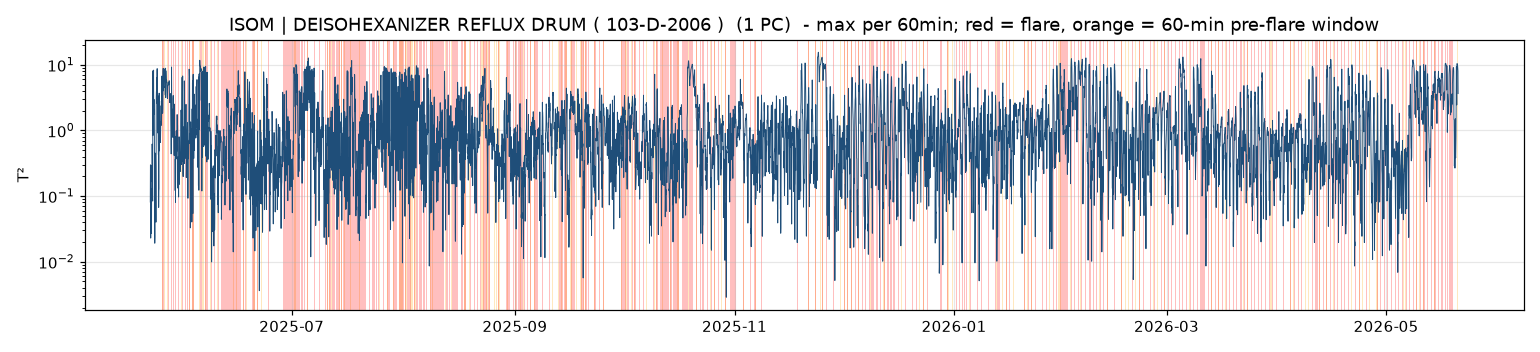 ISOM | DEISOHEXANIZER REFLUX DRUM ( 103-D-2006 )  (1 PC)  - max per 60min; red = flare, orange = 60-min pre-flare window
T²
10¹
10⁰
10⁻¹
10⁻²
2025-07 2025-09 2025-11 2026-01 2026-03 2026-05